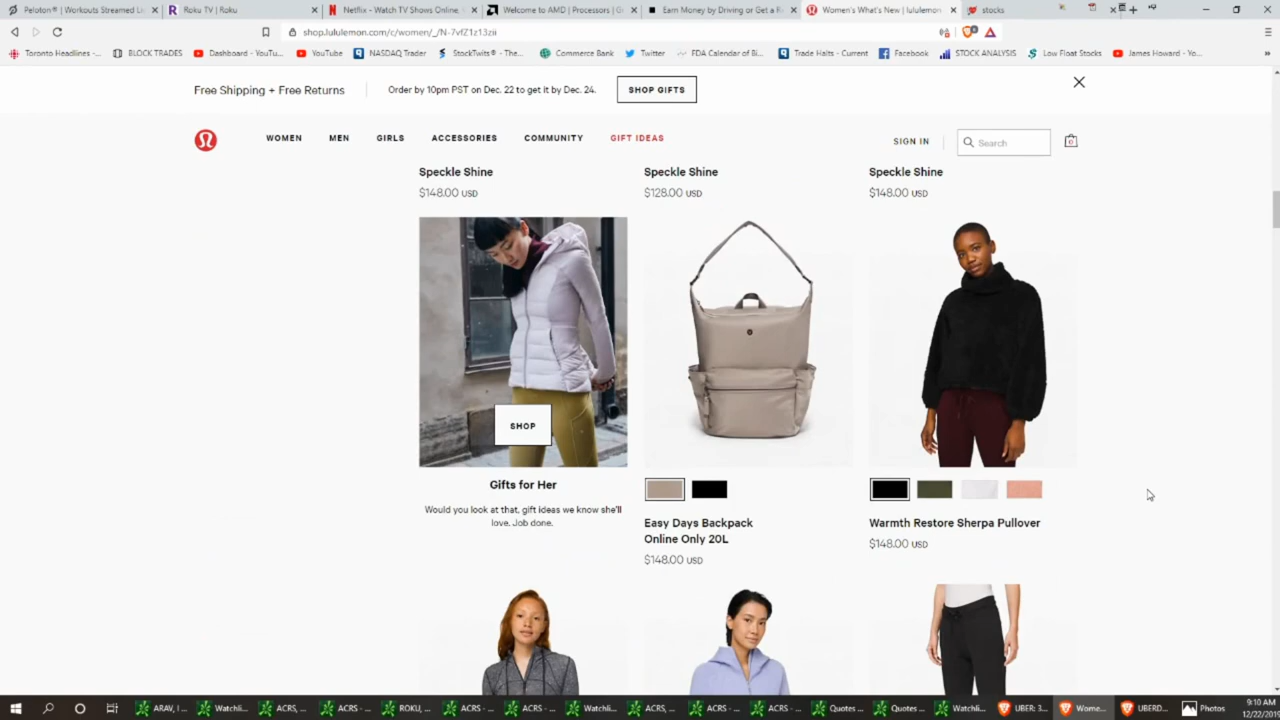 Peloton® | Workouts Streamed Li
Roku TV | Roku
Netflix - Watch TV Shows Online,
Welcome to AMD | Processors | G
Earn Money by Driving or Get a R
Women's What's New | lululemon
stocks
shop.lululemon.com/c/women/_/N-7vfZ1z13zii
Toronto Headlines -...
BLOCK TRADES
Dashboard - YouTu...
YouTube
NASDAQ Trader
StockTwits® - The...
Commerce Bank
Twitter
FDA Calendar of Bi...
Trade Halts - Current
Facebook
STOCK ANALYSIS
Low Float Stocks
James Howard - Yo...
Free Shipping + Free Returns
Order by 10pm PST on Dec. 22 to get it by Dec. 24.
SHOP GIFTS
WOMEN
MEN
GIRLS
ACCESSORIES
COMMUNITY
GIFT IDEAS
SIGN IN
Search
0
Speckle Shine
$148.00 USD
Speckle Shine
$128.00 USD
Speckle Shine
$148.00 USD
SHOP
Gifts for Her
Would you look at that, gift ideas we know she'll
love. Job done.
Easy Days Backpack
Online Only 20L
$148.00 USD
Warmth Restore Sherpa Pullover
$148.00 USD
ARAV, I ...
Watchli...
ACRS, ...
ACRS - ...
ROKU, ...
ACRS - ...
ACRS - ...
Watchli...
ACRS, ...
ACRS - ...
ACRS - ...
Quotes ...
Quotes ...
Watchli...
UBER: 3...
Wome...
UBERD...
Photos
9:10 AM
12/22/201